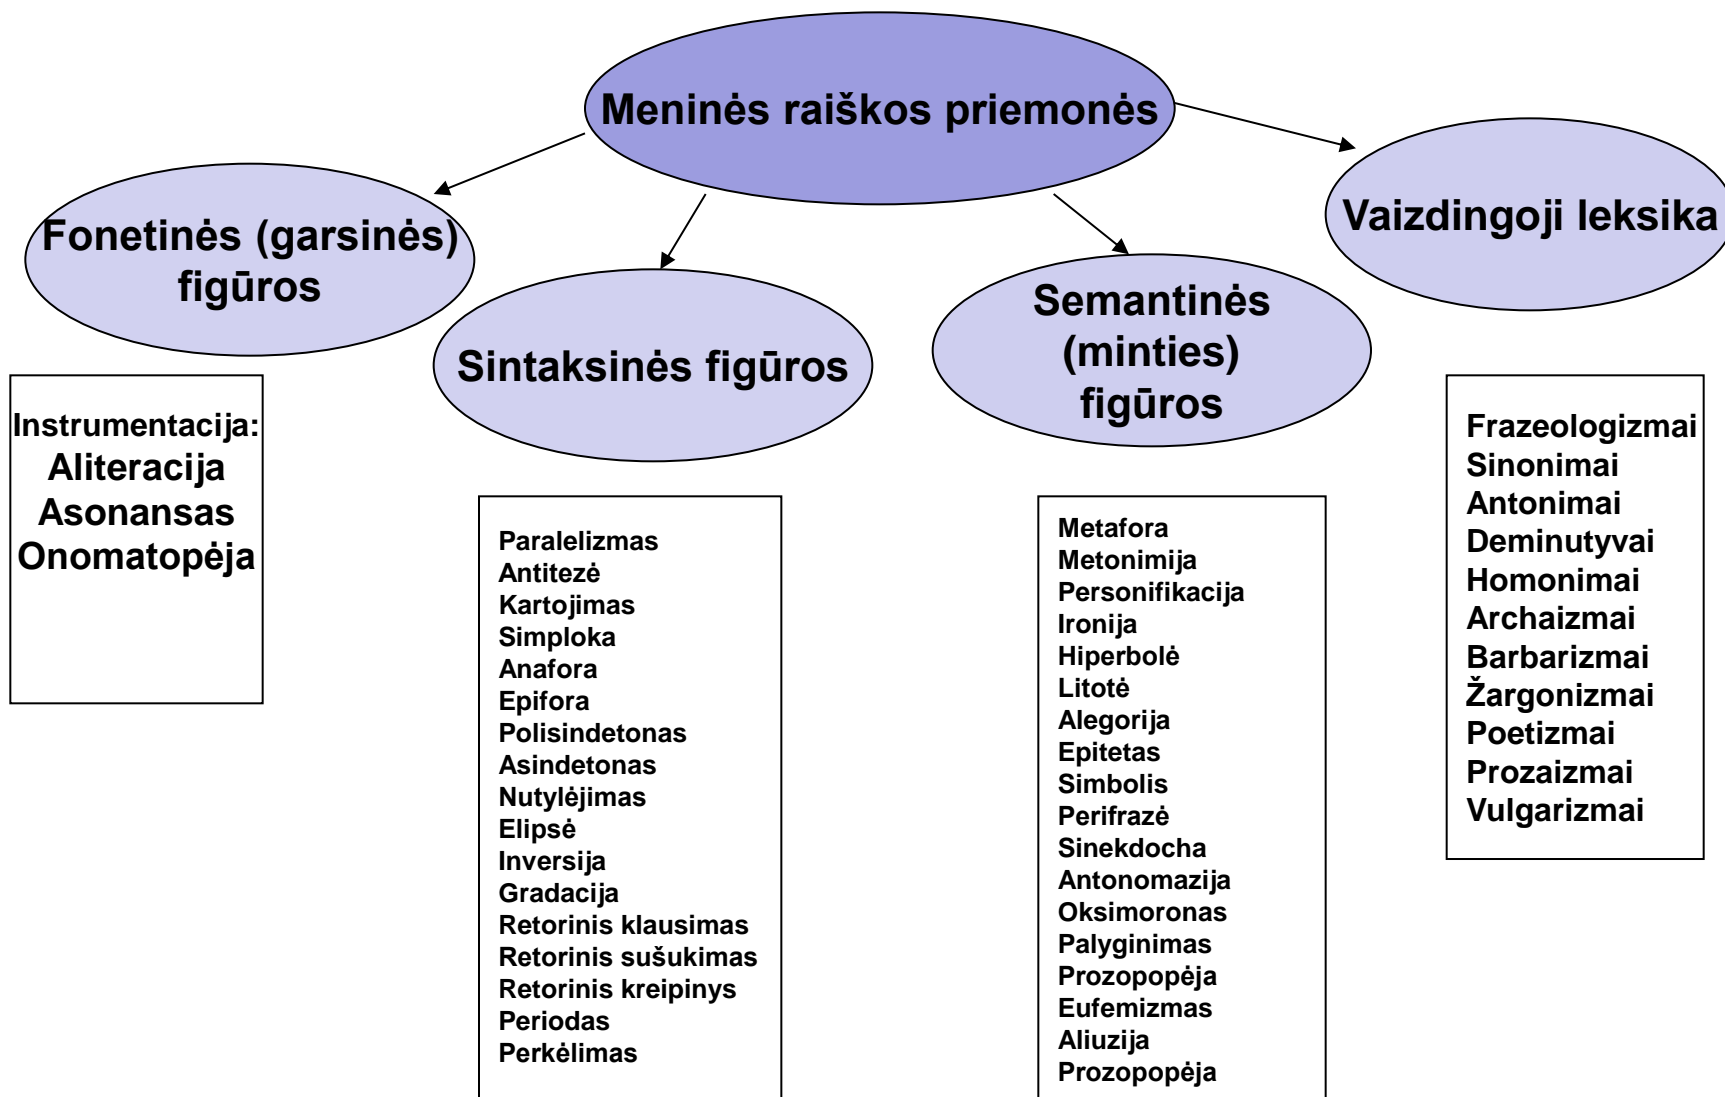 Meninės raiškos priemonės
Fonetinės (garsinės)
figūros
Sintaksinės figūros
Semantinės
(minties)
figūros
Vaizdingoji leksika
Instrumentacija:
Aliteracija
Asonansas
Onomatopėja
Paralelizmas
Antitezė
Kartojimas
Simploka
Anafora
Epifora
Polisindetonas
Asindetonas
Nutylėjimas
Elipsė
Inversija
Gradacija
Retorinis klausimas
Retorinis sušukimas
Retorinis kreipinys
Periodas
Perkėlimas
Metafora
Metonimija
Personifikacija
Ironija
Hiperbolė
Litotė
Alegorija
Epitetas
Simbolis
Perifrazė
Sinekdocha
Antonomazija
Oksimoronas
Palyginimas
Prozopopėja
Eufemizmas
Aliuzija
Prozopopėja
Frazeologizmai
Sinonimai
Antonimai
Deminutyvai
Homonimai
Archaizmai
Barbarizmai
Žargonizmai
Poetizmai
Prozaizmai
Vulgarizmai